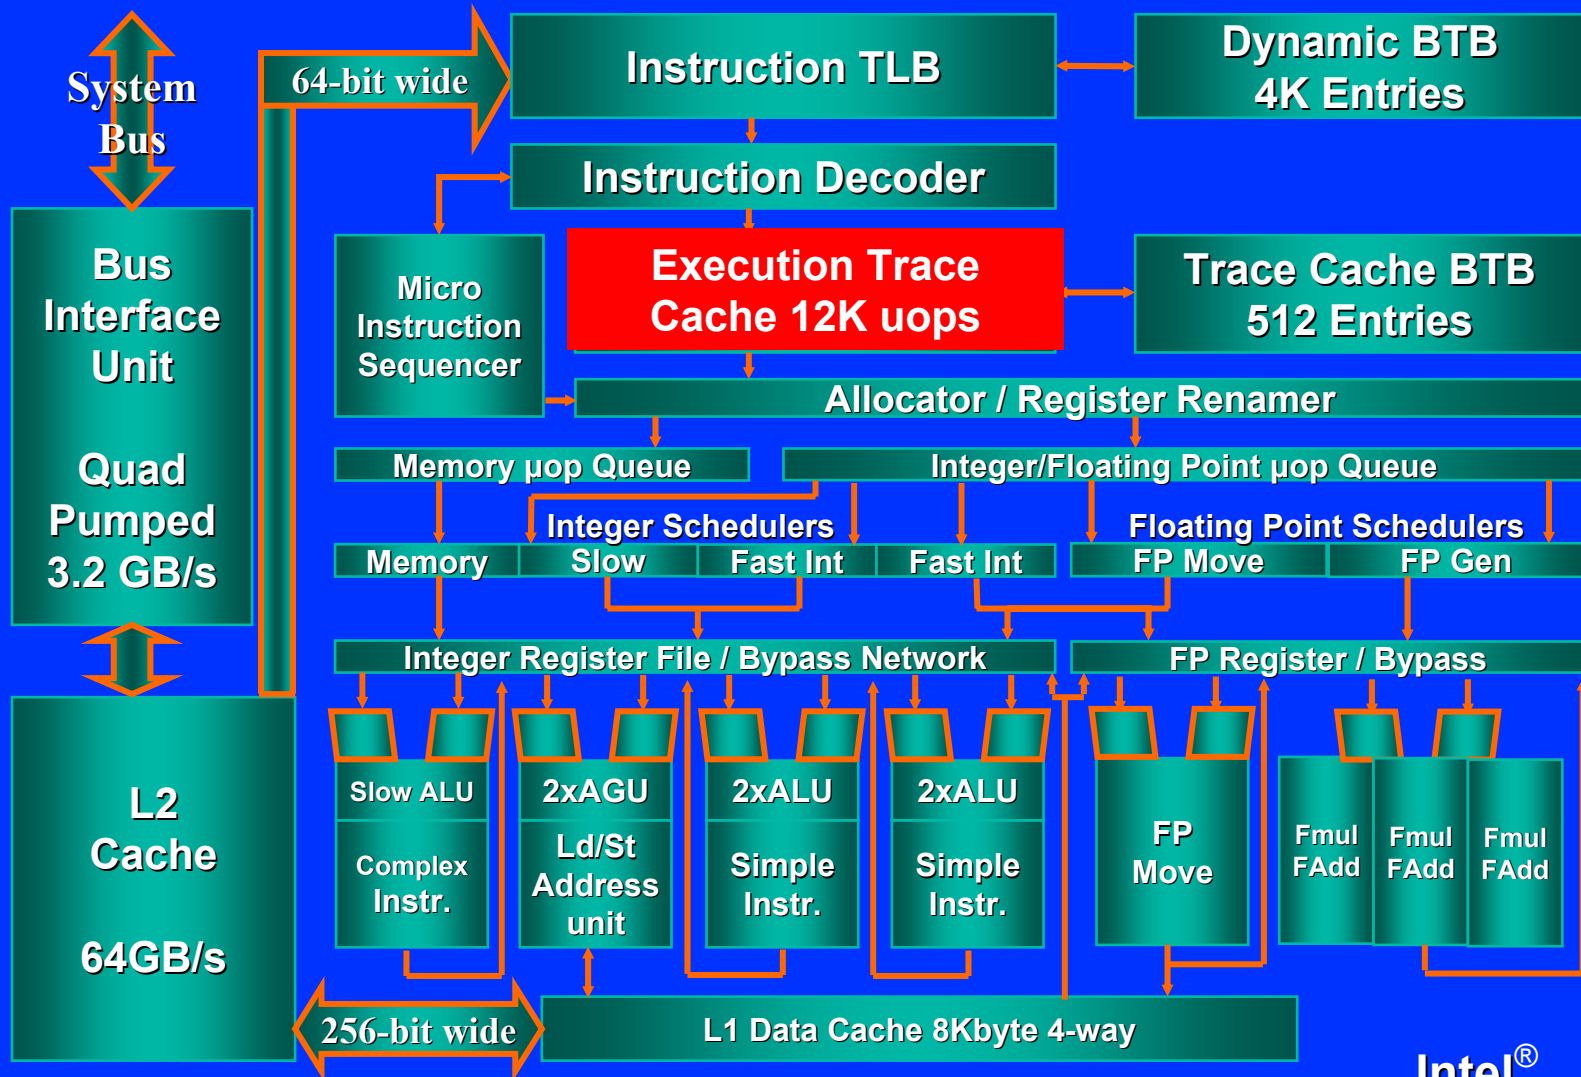 System
Bus
64-bit wide
Instruction TLB
Dynamic BTB
4K Entries
Instruction Decoder
Bus
Interface
Unit
Quad
Pumped
3.2 GB/s
Micro
Instruction
Sequencer
Execution Trace
Cache 12K uops
Trace Cache BTB
512 Entries
Allocator / Register Renamer
Memory µop Queue
Integer/Floating Point µop Queue
Integer Schedulers
Floating Point Schedulers
Memory
Slow
Fast Int
Fast Int
FP Move
FP Gen
Integer Register File / Bypass Network
FP Register / Bypass
L2
Cache
64GB/s
Slow ALU
Complex
Instr.
2xAGU
Ld/St
Address
unit
2xALU
Simple
Instr.
2xALU
Simple
Instr.
FP
Move
Fmul
FAdd
Fmul
FAdd
Fmul
FAdd
256-bit wide
L1 Data Cache 8Kbyte 4-way
Intel®